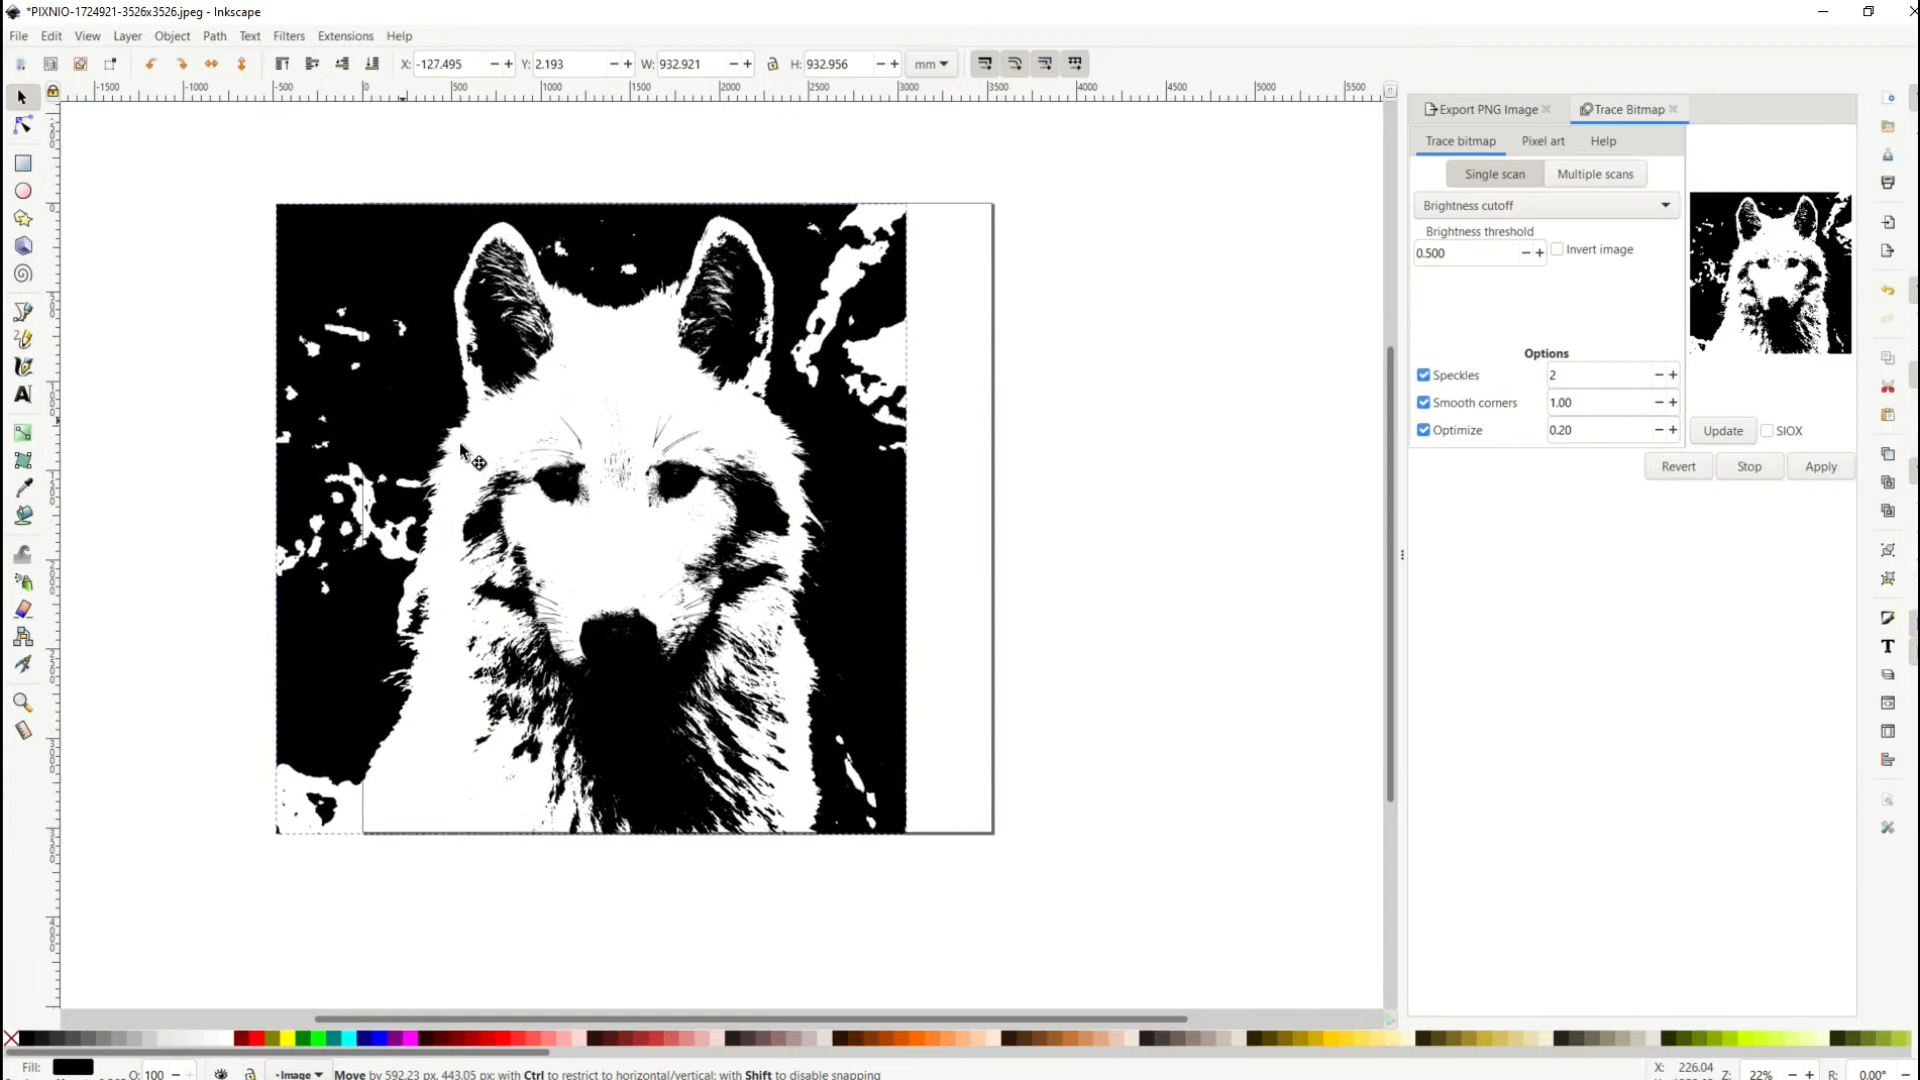 *PIXNIO-1724921-3526x3526.jpeg - Inkscape
File Edit View Layer Object Path Text Filters Extensions Help
X: -127.495 Y: 2.193 W: 932.921 H: 932.956 mm
-1500 -1000 -500 0 500 1000 1500 2000 2500 3000 3500 4000 4500 5000 5500
Export PNG Image Trace Bitmap
Trace bitmap Pixel art Help
Single scan Multiple scans
Brightness cutoff
Brightness threshold
0.500 Invert image
Options
Speckles 2
Smooth corners 1.00
Optimize 0.20
Update SIOX
Revert Stop Apply
Fill:
O: 100
•Image
Move by 592.23 px, 443.05 px; with Ctrl to restrict to horizontal/vertical; with Shift to disable snapping
X: 226.04
Z: 22% R: 0.00°